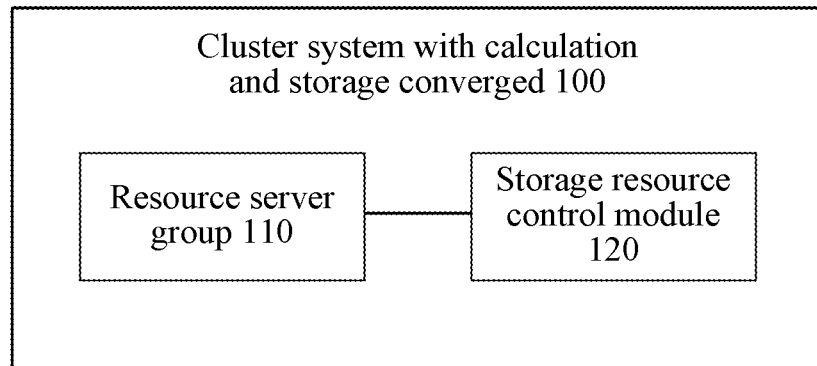 Cluster system with calculation
and storage converged 100
Resource server
group 110
Storage resource
control module
120